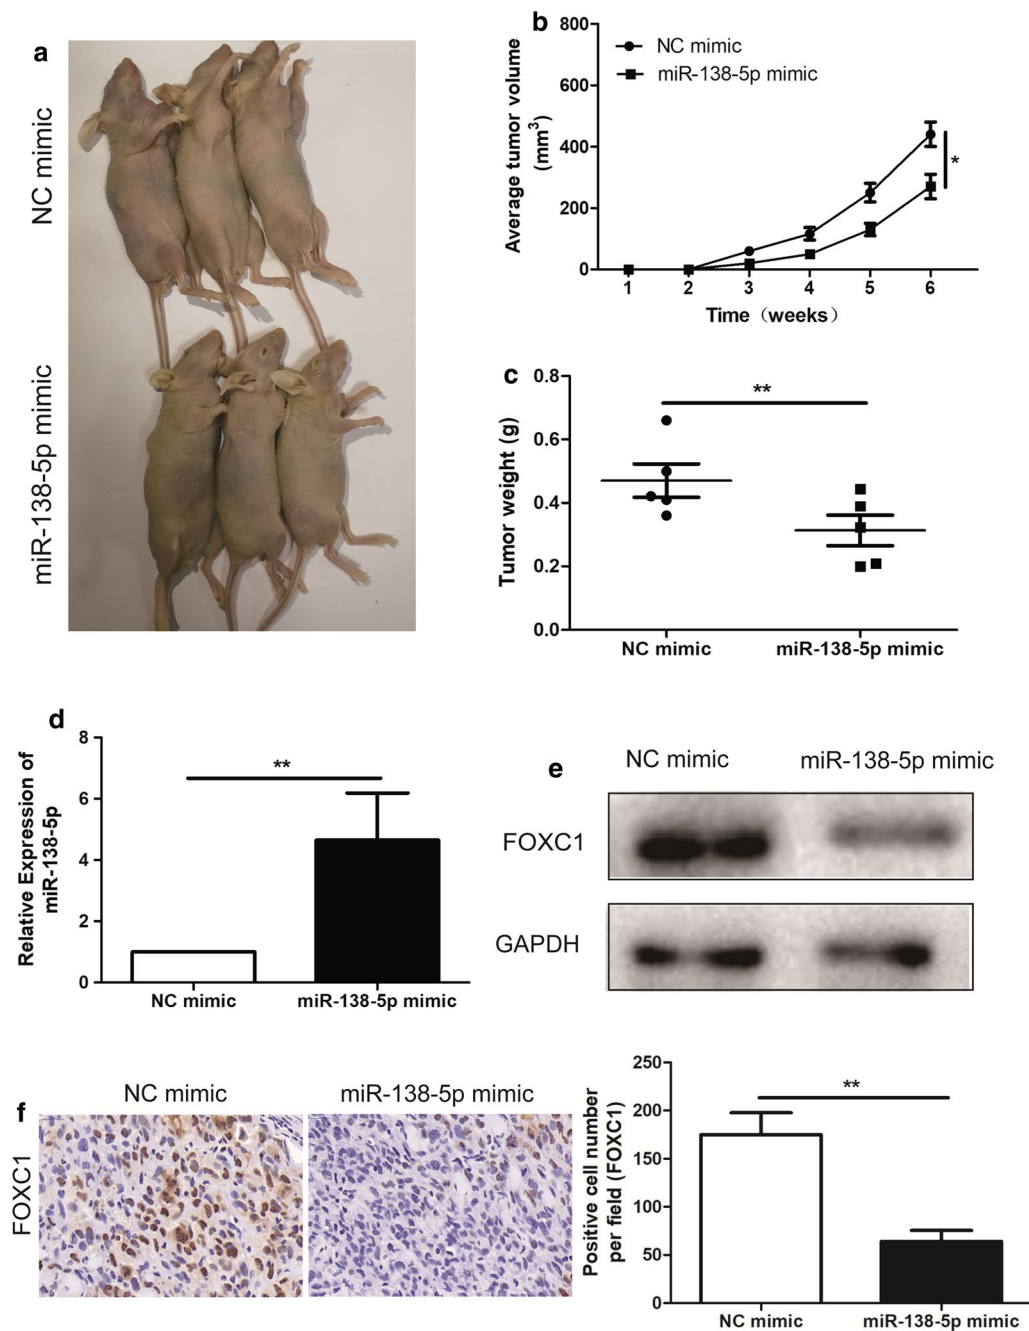 a
NC mimic
miR-138-5p mimic
b
Average tumor volume
(mm³)
800
600
400
200
0
NC mimic
miR-138-5p mimic
*
1 2 3 4 5 6
Time（weeks）
c
Tumor weight (g)
0.8
0.6
0.4
0.2
0.0
**
NC mimic miR-138-5p mimic
d
Relative Expression of
miR-138-5p
8
6
4
2
0
**
NC mimic miR-138-5p mimic
e
NC mimic miR-138-5p mimic
FOXC1
GAPDH
f
NC mimic miR-138-5p mimic
FOXC1
Positive cell number
per field (FOXC1)
250
200
150
100
50
0
**
NC mimic miR-138-5p mimic